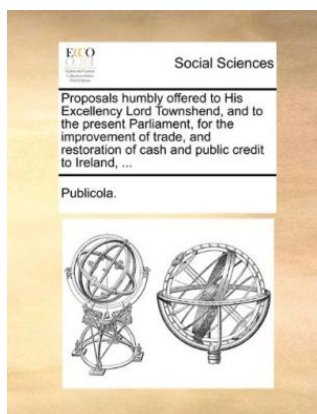 ECCO
Social Sciences
Proposals humbly offered to His
Excellency Lord Townshend, and to
the present Parliament, for the
improvement of trade, and
restoration of cash and public credit
to Ireland, ...
Publicola.